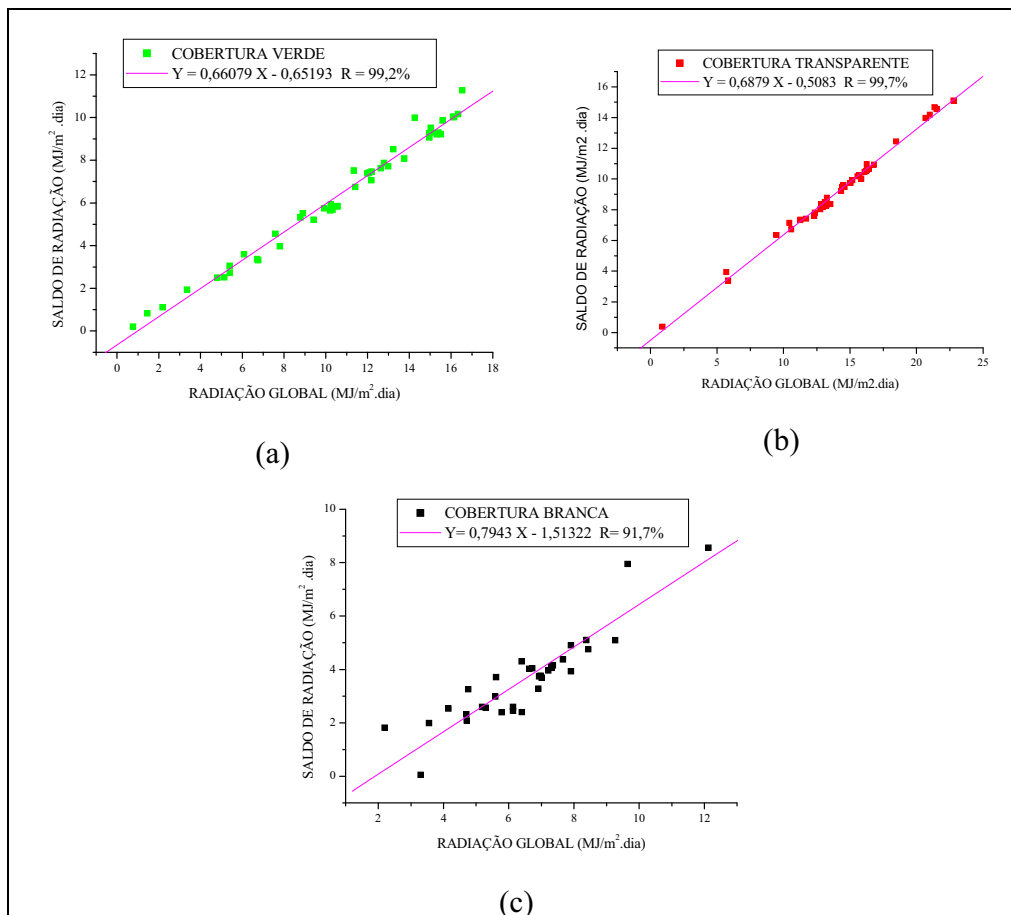 COBERTURA VERDE
Y = 0,66079 X - 0,65193 R = 99,2%
12
10
8
6
4
2
0
SALDO DE RADIAÇÃO (MJ/m² .dia)
0 2 4 6 8 10 12 14 16 18
RADIAÇÃO GLOBAL (MJ/m².dia)
(a)
COBERTURA TRANSPARENTE
Y = 0,6879 X - 0,5083 R = 99,7%
16
14
12
10
8
6
4
2
0
SALDO DE RADIAÇÃO (MJ/m2 .dia)
0 5 10 15 20 25
RADIAÇÃO GLOBAL (MJ/m2.dia)
(b)
COBERTURA BRANCA
Y= 0,7943 X - 1,51322 R= 91,7%
10
8
6
4
2
0
SALDO DE RADIAÇÃO (MJ/m² .dia)
2 4 6 8 10 12
RADIAÇÃO GLOBAL (MJ/m².dia)
(c)